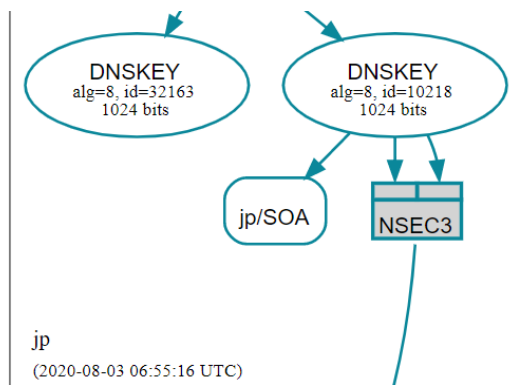 DNSKEY
alg=8, id=32163
1024 bits
DNSKEY
alg=8, id=10218
1024 bits
jp/SOA
NSEC3
jp
(2020-08-03 06:55:16 UTC)